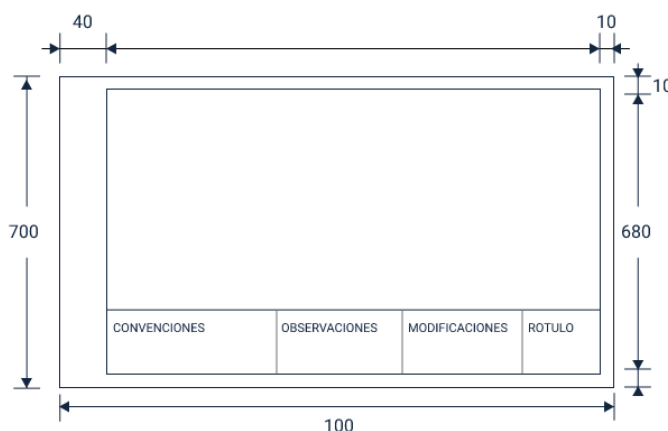 40
10
10
700
680
CONVENCIONES
OBSERVACIONES
MODIFICACIONES
ROTULO
100